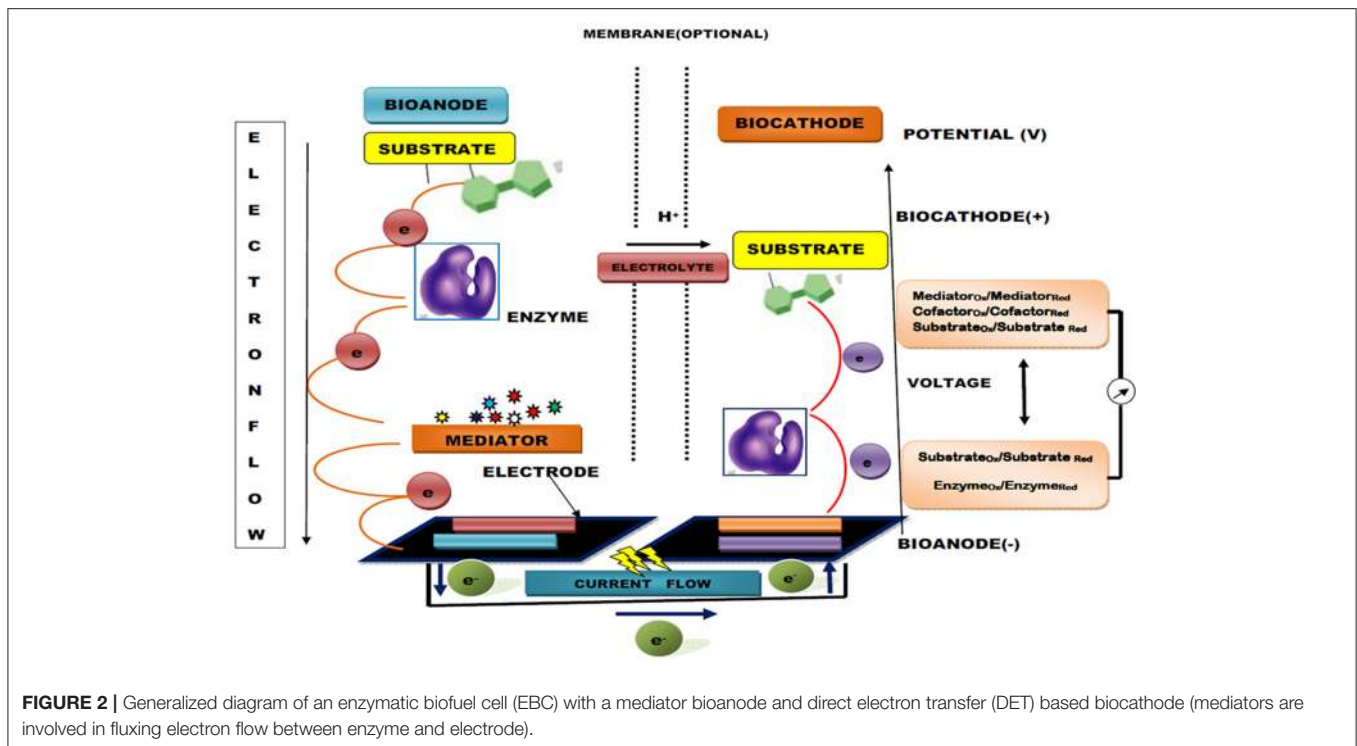 MEMBRANE(OPTIONAL)
BIOANODE
SUBSTRATE
e
ENZYME
e
MEDIATOR
ELECTRODE
e
ELECTRON FLOW
H⁺
ELECTROLYTE
BIOCATHODE
SUBSTRATE
e
e
POTENTIAL (V)
BIOCATHODE(+)
MediatorOx/MediatorRed
CofactorOx/CofactorRed
SubstrateOx/Substrate Red
VOLTAGE
SubstrateOx/Substrate Red
EnzymeOx/EnzymeRed
BIOANODE(-)
e-
CURRENT FLOW
e-
e-
FIGURE 2 | Generalized diagram of an enzymatic biofuel cell (EBC) with a mediator bioanode and direct electron transfer (DET) based biocathode (mediators are
involved in fluxing electron flow between enzyme and electrode).